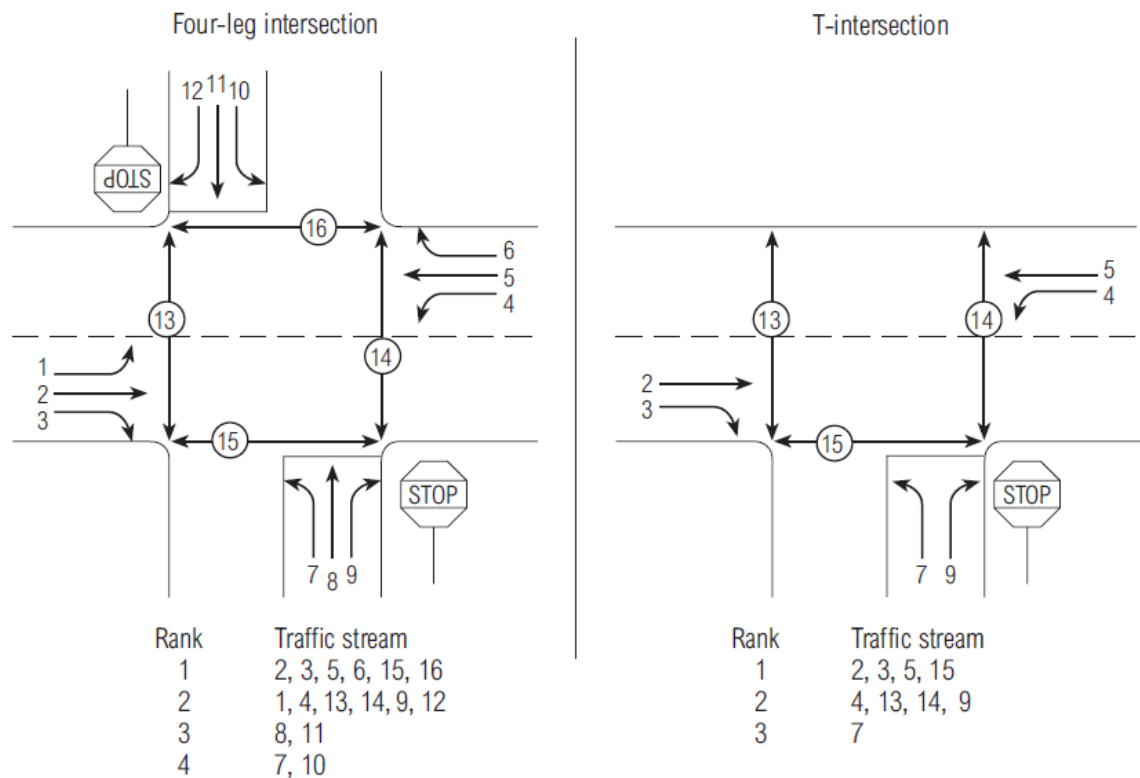 Four-leg intersection
12 11 10
STOP
16
6
5
4
13
14
1
2
3
15
STOP
7 8 9
Rank Traffic stream
1 2, 3, 5, 6, 15, 16
2 1, 4, 13, 14, 9, 12
3 8, 11
4 7, 10
T-intersection
5
4
13
14
2
3
15
STOP
7 9
Rank Traffic stream
1 2, 3, 5, 15
2 4, 13, 14, 9
3 7